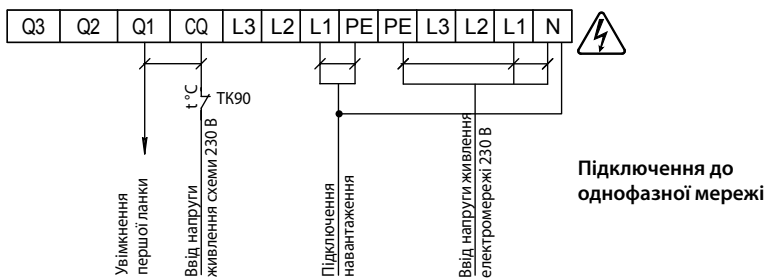 Q3 Q2 Q1 CQ L3 L2 L1 PE PE L3 L2 L1 N
t°C
TK90
Увімкнення
першої ланки
Ввід напруги
живлення схеми 230 В
Підключення
навантаження
Ввід напруги живлення
електромережі 230 В
Підключення до
однофазної мережі